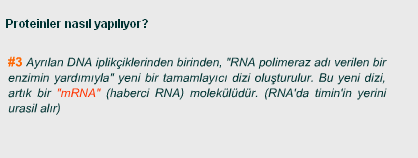 Proteinler nasıl yapılıyor?
#3 Ayrılan DNA iplikçiklerinden birinden, "RNA polimeraz adı verilen bir
enzimin yardımıyla" yeni bir tamamlayıcı dizi oluşturulur. Bu yeni dizi,
artık bir "mRNA" (haberci RNA) molekülüdür. (RNA'da timin'in yerini
urasil alır)